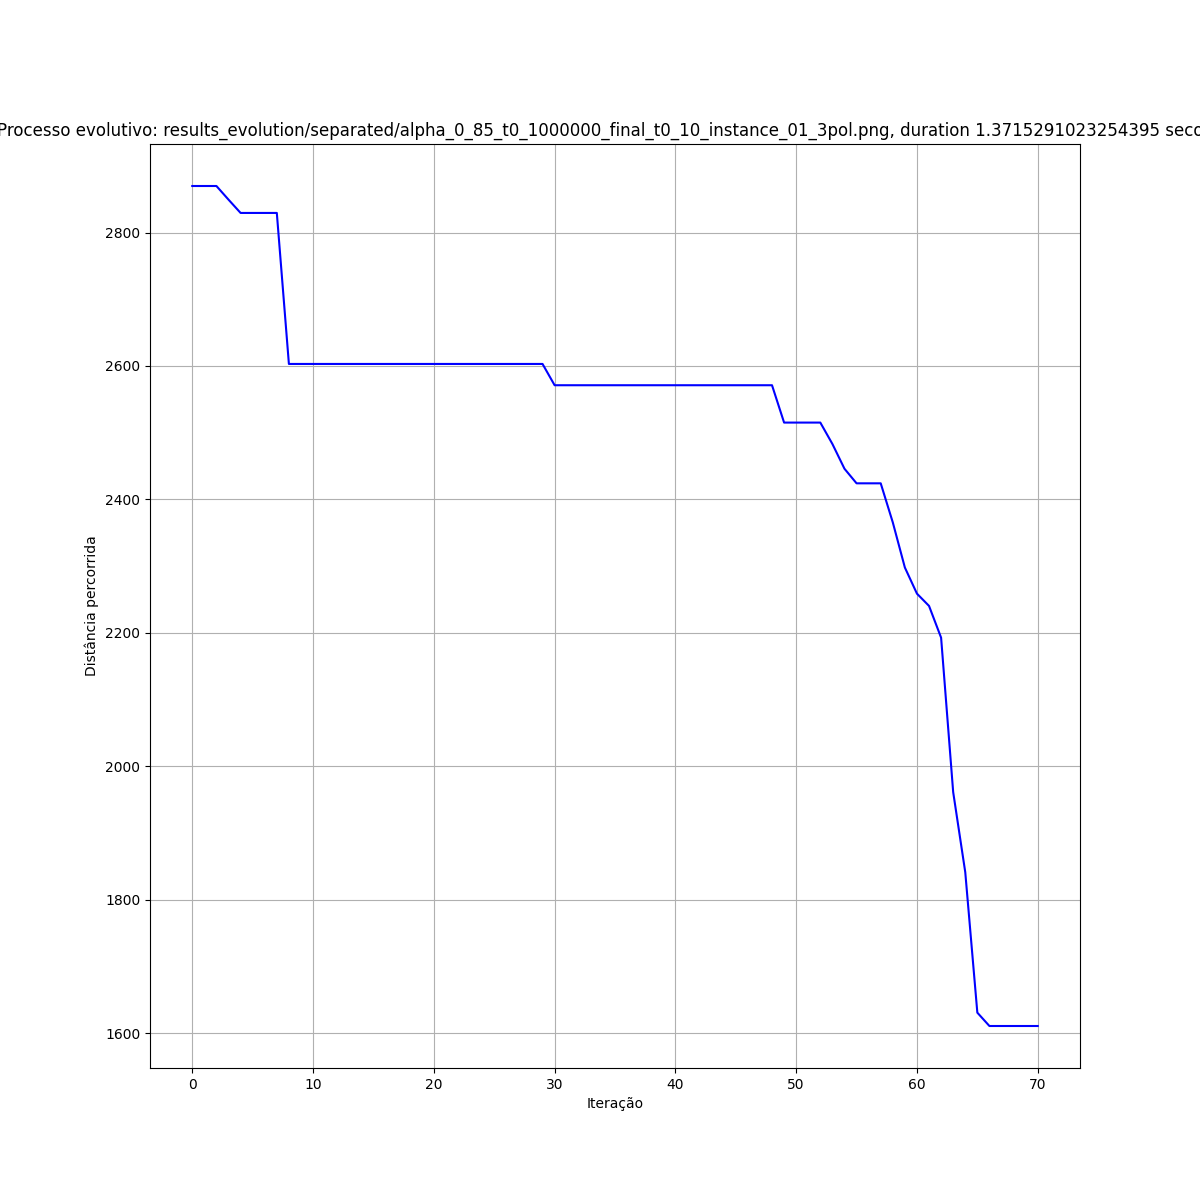 Processo evolutivo: results_evolution/separated/alpha_0_85_t0_1000000_final_t0_10_instance_01_3pol.png, duration 1.3715291023254395 seco
2800
2600
2400
2200
2000
1800
1600
Distância percorrida
0 10 20 30 40 50 60 70
Iteração